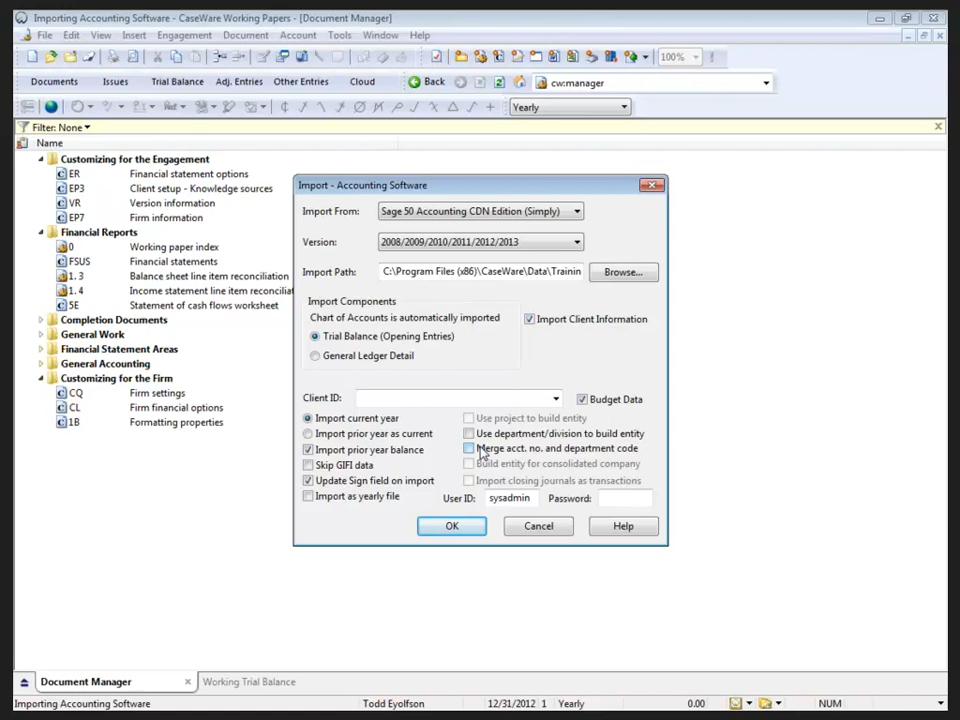 Importing Accounting Software - CaseWare Working Papers - [Document Manager]
File Edit View Insert Engagement Document Account Tools Window Help
100%
Documents Issues Trial Balance Adj. Entries Other Entries Cloud Back cw:manager
Yearly
Filter: None
Name
Customizing for the Engagement
ER Financial statement options
EP3 Client setup - Knowledge sources
VR Version information
EP7 Firm information
Financial Reports
0 Working paper index
FSUS Financial statements
1. 3 Balance sheet line item reconciliation
1. 4 Income statement line item reconciliat
5E Statement of cash flows worksheet
Completion Documents
General Work
Financial Statement Areas
General Accounting
Customizing for the Firm
CQ Firm settings
CL Firm financial options
1B Formatting properties
Import - Accounting Software
Import From: Sage 50 Accounting CDN Edition (Simply)
Version: 2008/2009/2010/2011/2012/2013
Import Path: C:\Program Files (x86)\CaseWare\Data\Trainin Browse...
Import Components
Chart of Accounts is automatically imported
Import Client Information
Trial Balance (Opening Entries)
General Ledger Detail
Client ID: Budget Data
Import current year Use project to build entity
Import prior year as current Use department/division to build entity
Import prior year balance Merge acct. no. and department code
Skip GIFI data Build entity for consolidated company
Update Sign field on import Import closing journals as transactions
Import as yearly file User ID: sysadmin Password:
OK Cancel Help
Document Manager × Working Trial Balance
Importing Accounting Software Todd Eyolfson 12/31/2012 1 Yearly 0.00 NUM